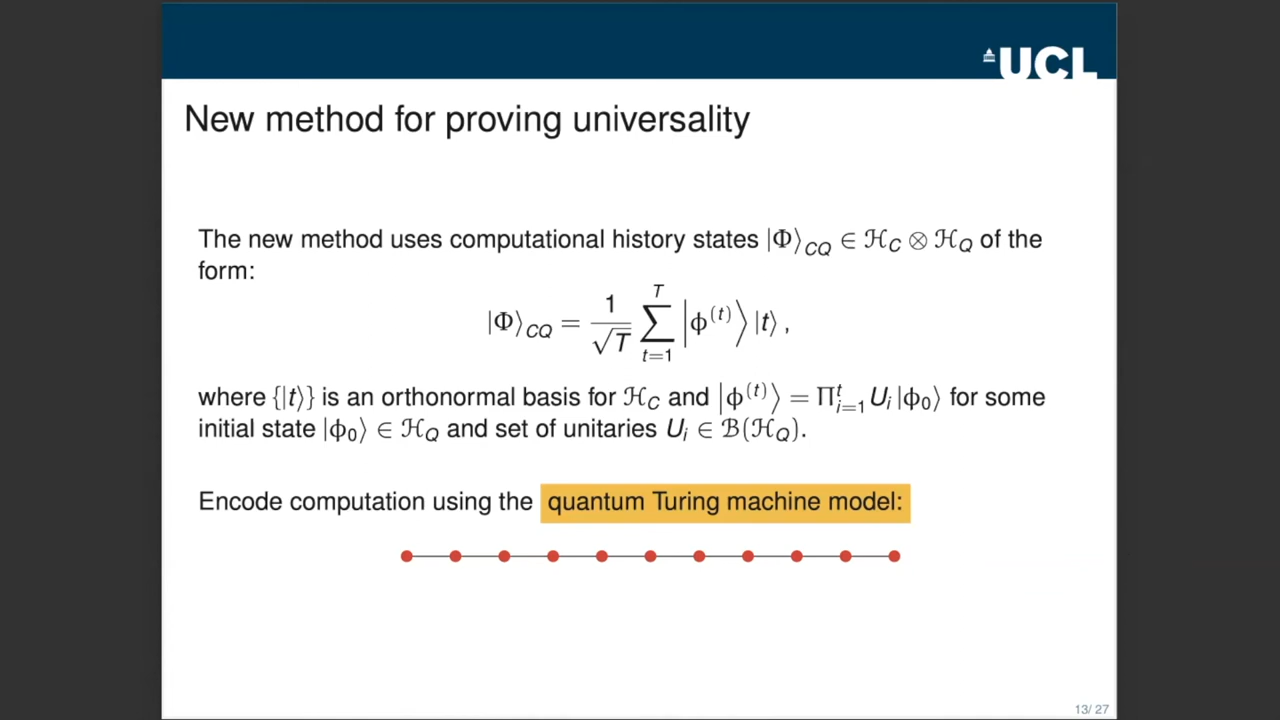 UCL
New method for proving universality
The new method uses computational history states |Φ⟩_CQ ∈ ℋ_C ⊗ ℋ_Q of the
form:
|Φ⟩_CQ = 1/√T ∑_{t=1}^{T} |ϕ^(t)⟩ |t⟩ ,
where {|t⟩} is an orthonormal basis for ℋ_C and |ϕ^(t)⟩ = Π_{i=1}^{t} U_i |ϕ_0⟩ for some
initial state |ϕ_0⟩ ∈ ℋ_Q and set of unitaries U_i ∈ ℬ(ℋ_Q).
Encode computation using the quantum Turing machine model:
13/ 27